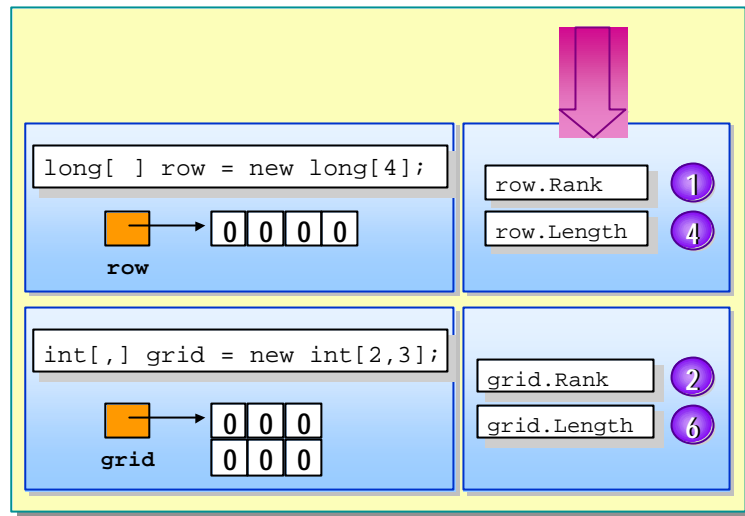 long[ ] row = new long[4];
row.Rank 1
0 0 0 0
row.Length 4
row
int[,] grid = new int[2,3];
grid.Rank 2
0 0 0
grid.Length 6
0 0 0
grid